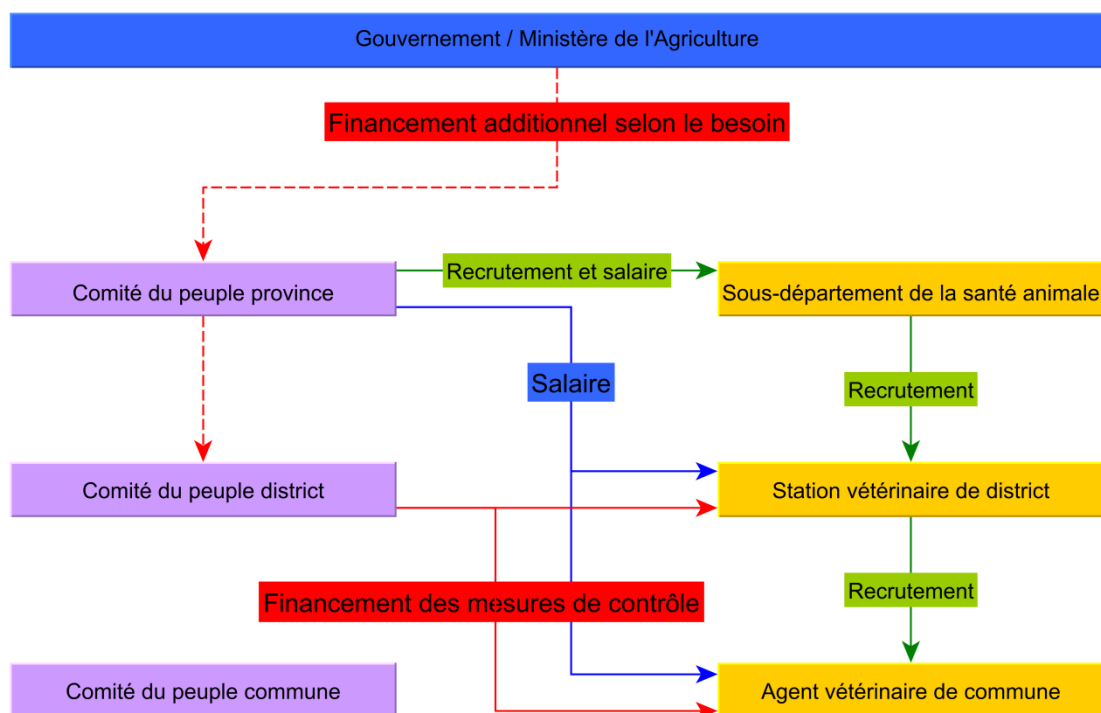 Gouvernement / Ministère de l'Agriculture
Financement additionnel selon le besoin
Comité du peuple province
Recrutement et salaire
Sous-département de la santé animale
Salaire
Recrutement
Comité du peuple district
Station vétérinaire de district
Financement des mesures de contrôle
Recrutement
Comité du peuple commune
Agent vétérinaire de commune